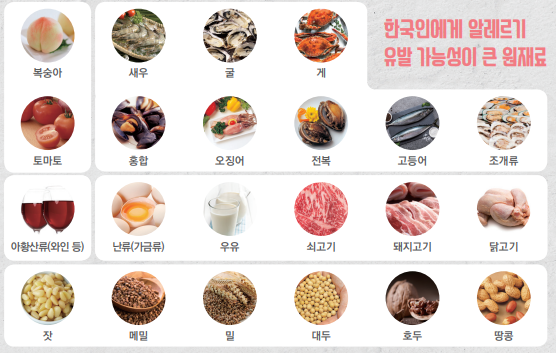 한국인에게 알레르기
유발 가능성이 큰 원재료
복숭아 새우 굴 게
토마토 홍합 오징어 전복 고등어 조개류
아황산류(와인 등) 난류(가금류) 우유 쇠고기 돼지고기 닭고기
잣 메밀 밀 대두 호두 땅콩